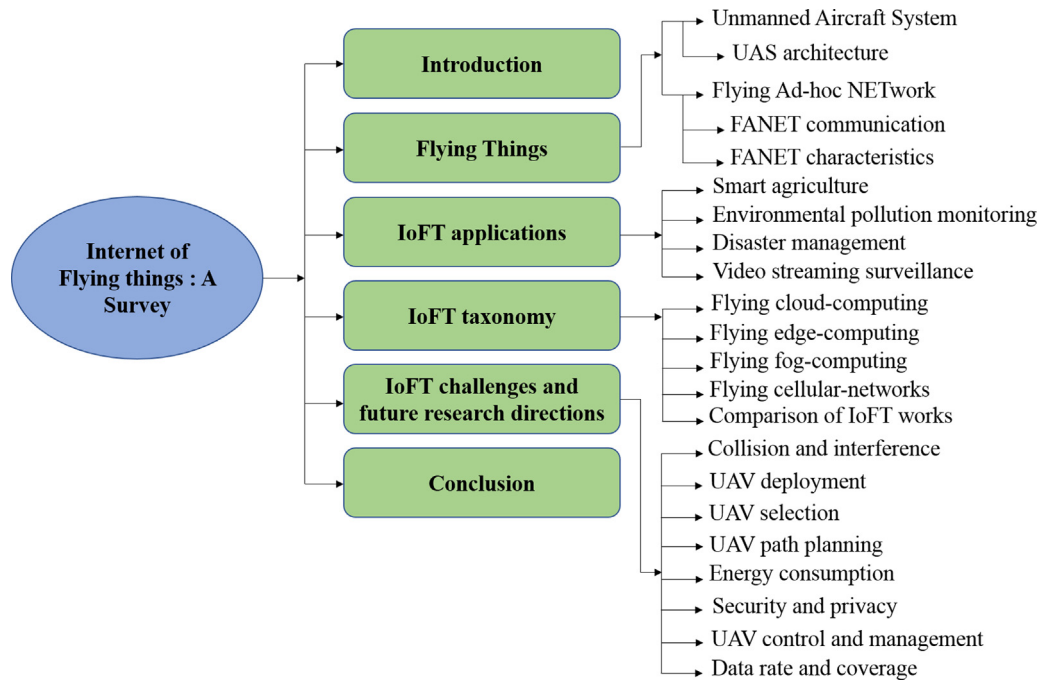 Internet of
Flying things : A
Survey
Introduction
Flying Things
IoFT applications
IoFT taxonomy
IoFT challenges and
future research directions
Conclusion
Unmanned Aircraft System
UAS architecture
Flying Ad-hoc NETwork
FANET communication
FANET characteristics
Smart agriculture
Environmental pollution monitoring
Disaster management
Video streaming surveillance
Flying cloud-computing
Flying edge-computing
Flying fog-computing
Flying cellular-networks
Comparison of IoFT works
Collision and interference
UAV deployment
UAV selection
UAV path planning
Energy consumption
Security and privacy
UAV control and management
Data rate and coverage